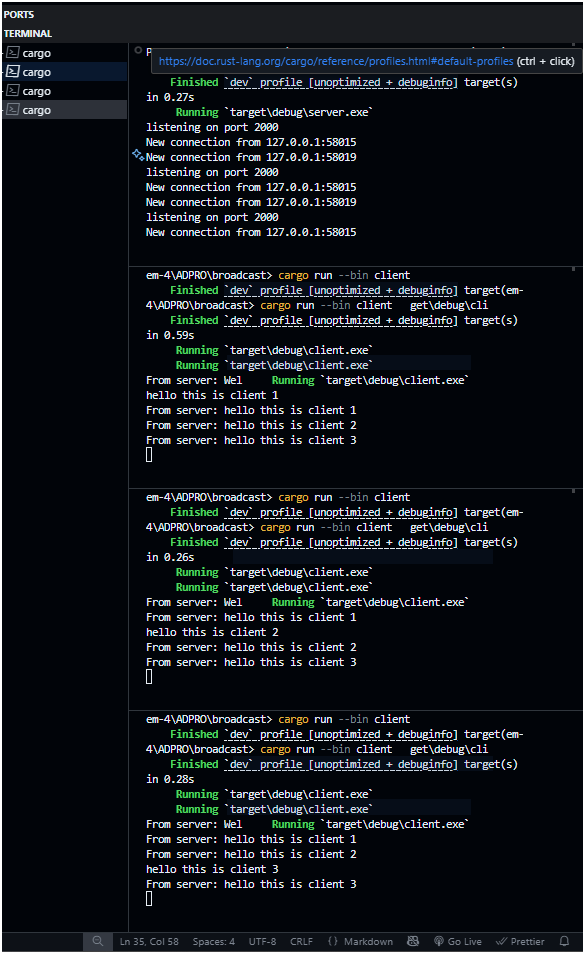 PORTS
TERMINAL
cargo
cargo
cargo
cargo
https://doc.rust-lang.org/cargo/reference/profiles.html#default-profiles (ctrl + click)
Finished `dev` profile [unoptimized + debuginfo] target(s)
in 0.27s
Running `target\debug\server.exe`
listening on port 2000
New connection from 127.0.0.1:58015
New connection from 127.0.0.1:58019
listening on port 2000
New connection from 127.0.0.1:58015
New connection from 127.0.0.1:58019
listening on port 2000
New connection from 127.0.0.1:58015
em-4\ADPRO\broadcast> cargo run --bin client
Finished `dev` profile [unoptimized + debuginfo] target(em-
4\ADPRO\broadcast> cargo run --bin client get\debug\cli
Finished `dev` profile [unoptimized + debuginfo] target(s)
in 0.59s
Running `target\debug\client.exe`
Running `target\debug\client.exe`
From server: Wel Running `target\debug\client.exe`
hello this is client 1
From server: hello this is client 1
From server: hello this is client 2
From server: hello this is client 3
em-4\ADPRO\broadcast> cargo run --bin client
Finished `dev` profile [unoptimized + debuginfo] target(em-
4\ADPRO\broadcast> cargo run --bin client get\debug\cli
Finished `dev` profile [unoptimized + debuginfo] target(s)
in 0.26s
Running `target\debug\client.exe`
Running `target\debug\client.exe`
From server: Wel Running `target\debug\client.exe`
From server: hello this is client 1
hello this is client 2
From server: hello this is client 2
From server: hello this is client 3
em-4\ADPRO\broadcast> cargo run --bin client
Finished `dev` profile [unoptimized + debuginfo] target(em-
4\ADPRO\broadcast> cargo run --bin client get\debug\cli
Finished `dev` profile [unoptimized + debuginfo] target(s)
in 0.28s
Running `target\debug\client.exe`
Running `target\debug\client.exe`
From server: Wel Running `target\debug\client.exe`
From server: hello this is client 1
From server: hello this is client 2
hello this is client 3
From server: hello this is client 3
Ln 35, Col 58 Spaces: 4 UTF-8 CRLF {} Markdown Go Live Prettier